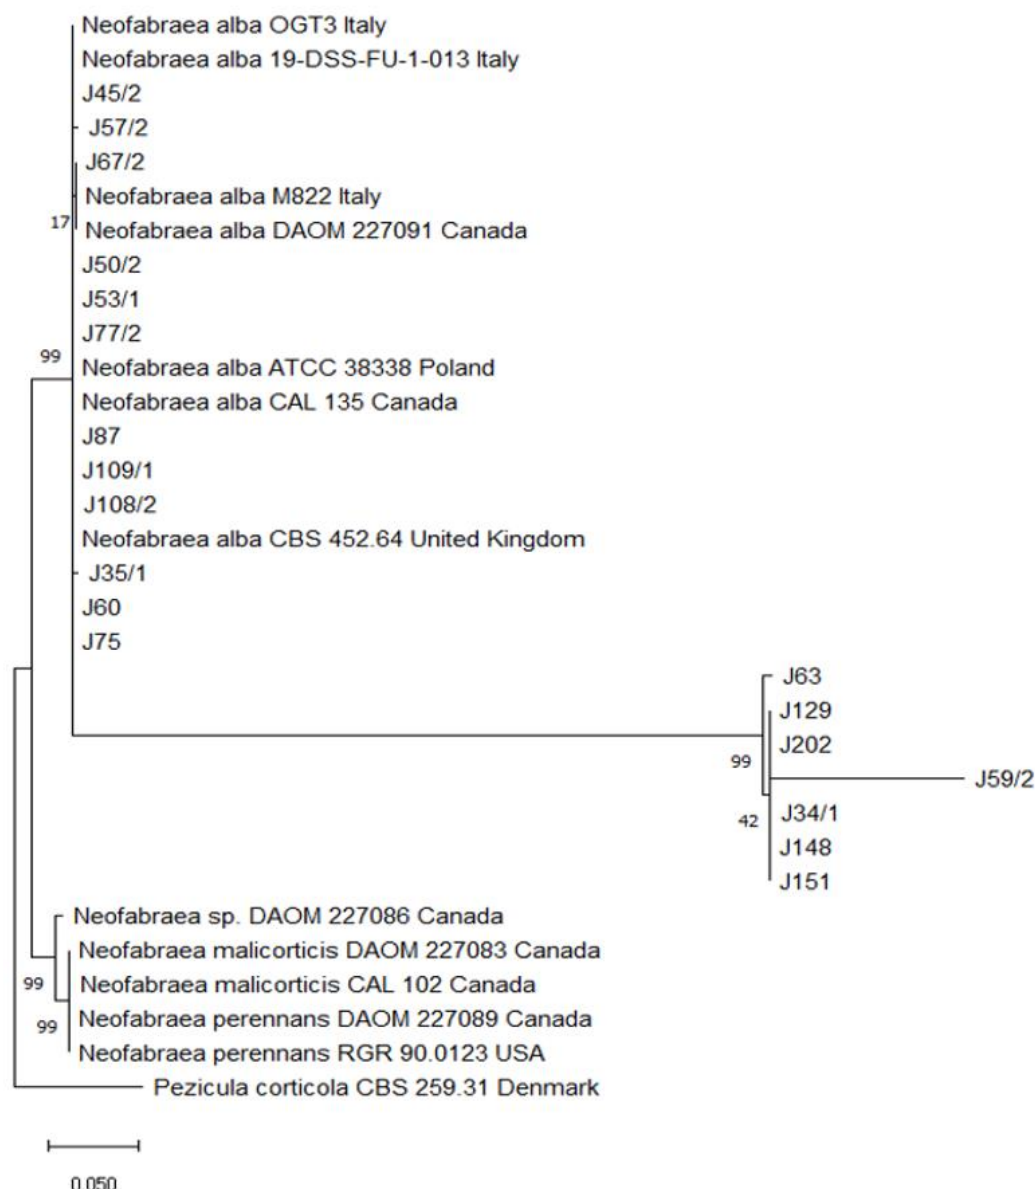 Neofabraea alba OGT3 Italy
Neofabraea alba 19-DSS-FU-1-013 Italy
J45/2
J57/2
J67/2
Neofabraea alba M822 Italy
17
Neofabraea alba DAOM 227091 Canada
J50/2
J53/1
J77/2
99
Neofabraea alba ATCC 38338 Poland
Neofabraea alba CAL 135 Canada
J87
J109/1
J108/2
Neofabraea alba CBS 452.64 United Kingdom
J35/1
J60
J75
J63
J129
J202
99
J59/2
J34/1
42
J148
J151
Neofabraea sp. DAOM 227086 Canada
Neofabraea malicorticis DAOM 227083 Canada
99
Neofabraea malicorticis CAL 102 Canada
Neofabraea perennans DAOM 227089 Canada
99
Neofabraea perennans RGR 90.0123 USA
Pezicula corticola CBS 259.31 Denmark
0.050